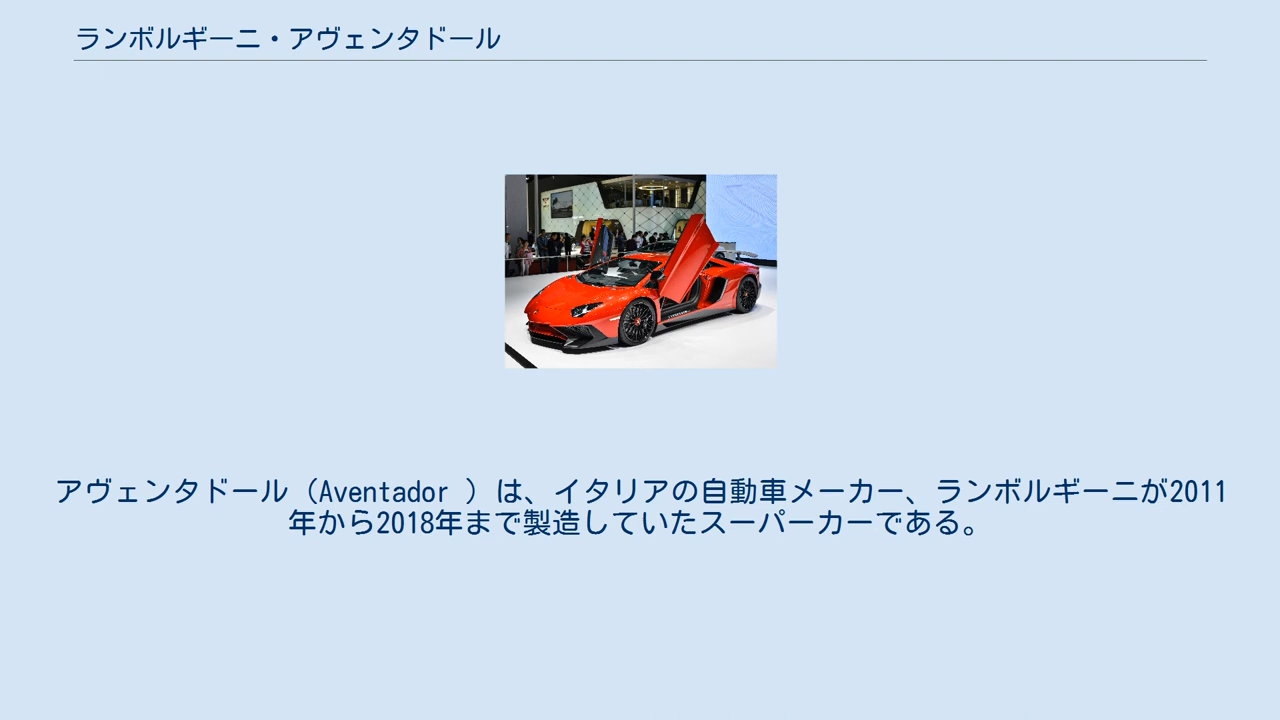 ランボルギーニ・アヴェンタドール
アヴェンタドール（Aventador ）は、イタリアの自動車メーカー、ランボルギーニが2011
年から2018年まで製造していたスーパーカーである。